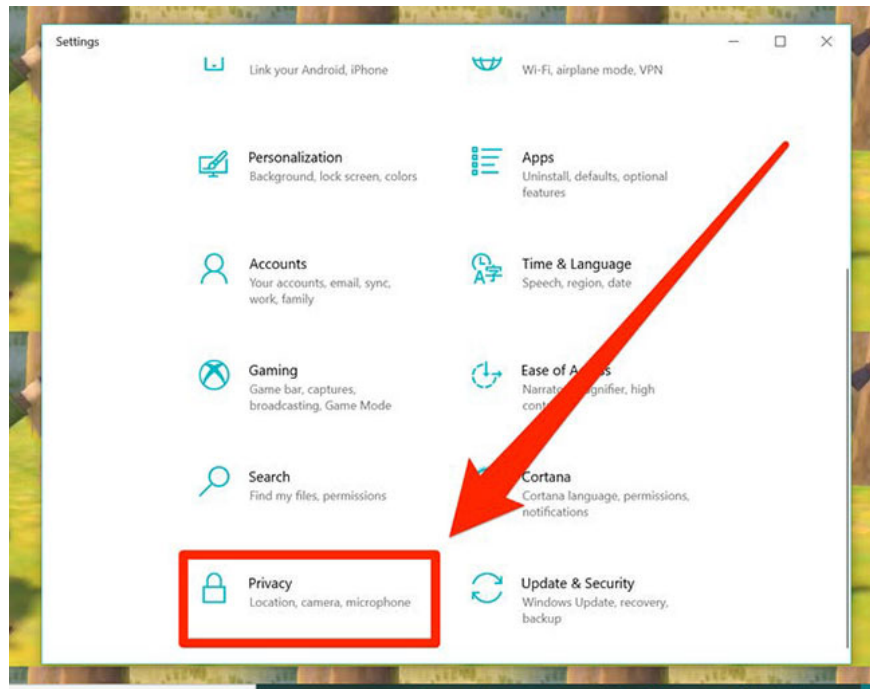 Settings
Link your Android, iPhone
Wi-Fi, airplane mode, VPN
Personalization
Background, lock screen, colors
Apps
Uninstall, defaults, optional
features
Accounts
Your accounts, email, sync,
work, family
Time & Language
Speech, region, date
Gaming
Game bar, captures,
broadcasting, Game Mode
Ease of
Narrator high
Search
Find my files, permissions
Cortana
Cortana language, permissions,
notifications
Privacy
Location, camera, microphone
Update & Security
Windows Update, recovery,
backup